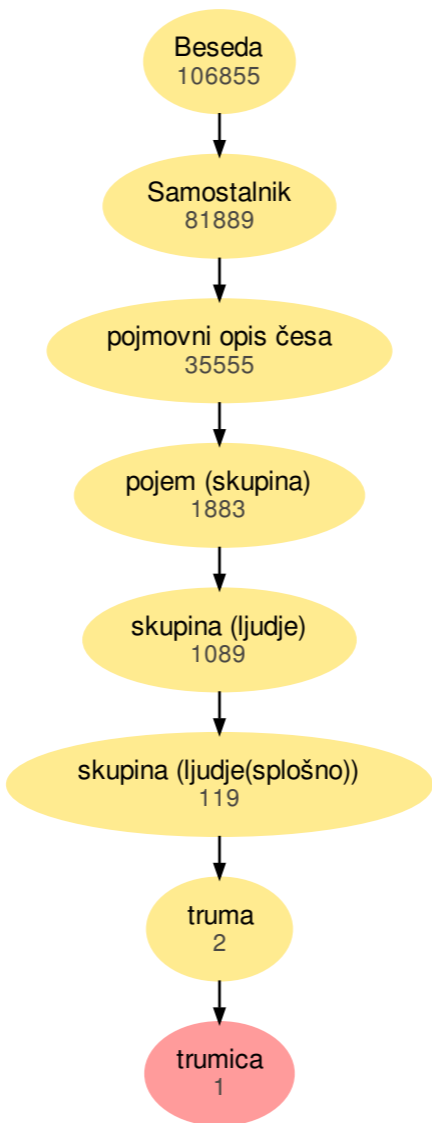 Beseda
106855
Samostalnik
81889
pojmovni opis česa
35555
pojem (skupina)
1883
skupina (ljudje)
1089
skupina (ljudje(splošno))
119
truma
2
trumica
1